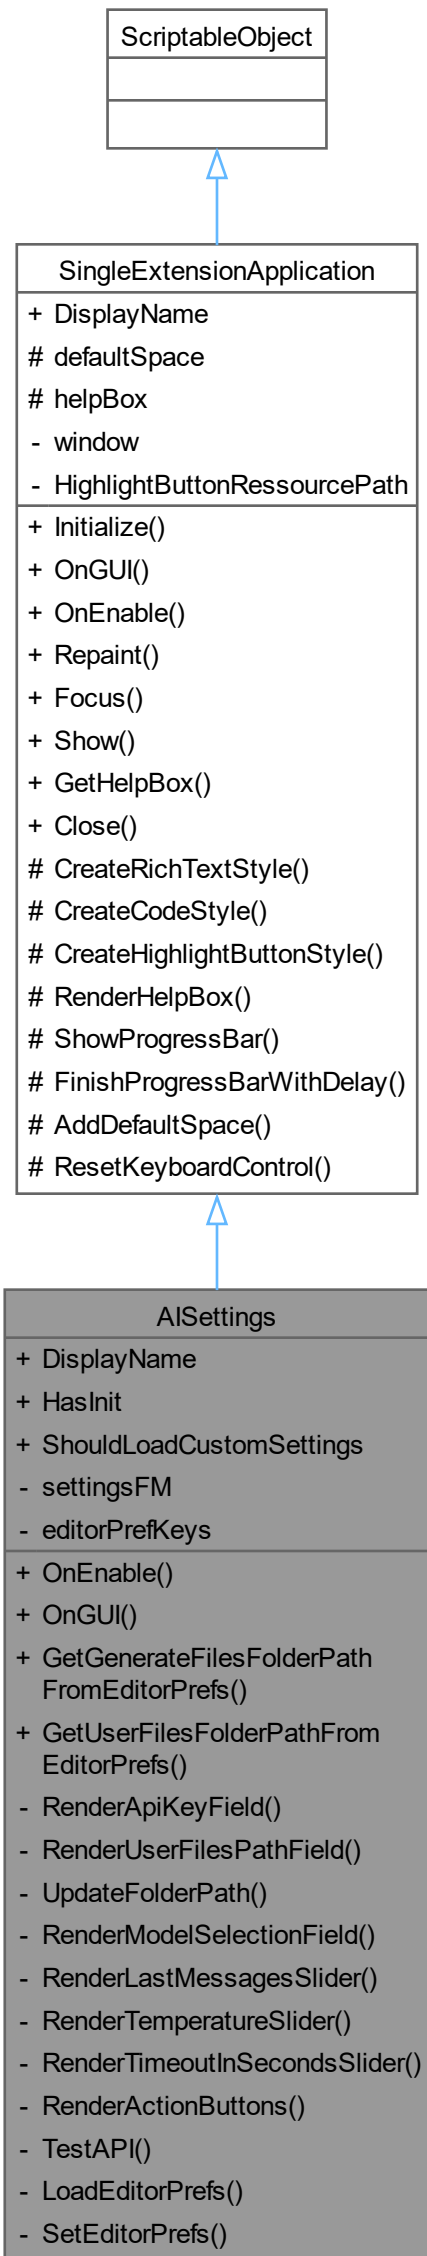 ScriptableObject
SingleExtensionApplication
+ DisplayName
# defaultSpace
# helpBox
- window
- HighlightButtonRessourcePath
+ Initialize()
+ OnGUI()
+ OnEnable()
+ Repaint()
+ Focus()
+ Show()
+ GetHelpBox()
+ Close()
# CreateRichTextStyle()
# CreateCodeStyle()
# CreateHighlightButtonStyle()
# RenderHelpBox()
# ShowProgressBar()
# FinishProgressBarWithDelay()
# AddDefaultSpace()
# ResetKeyboardControl()
AISettings
+ DisplayName
+ HasInit
+ ShouldLoadCustomSettings
- settingsFM
- editorPrefKeys
+ OnEnable()
+ OnGUI()
+ GetGenerateFilesFolderPath
FromEditorPrefs()
+ GetUserFilesFolderPathFrom
EditorPrefs()
- RenderApiKeyField()
- RenderUserFilesPathField()
- UpdateFolderPath()
- RenderModelSelectionField()
- RenderLastMessagesSlider()
- RenderTemperatureSlider()
- RenderTimeoutInSecondsSlider()
- RenderActionButtons()
- TestAPI()
- LoadEditorPrefs()
- SetEditorPrefs()